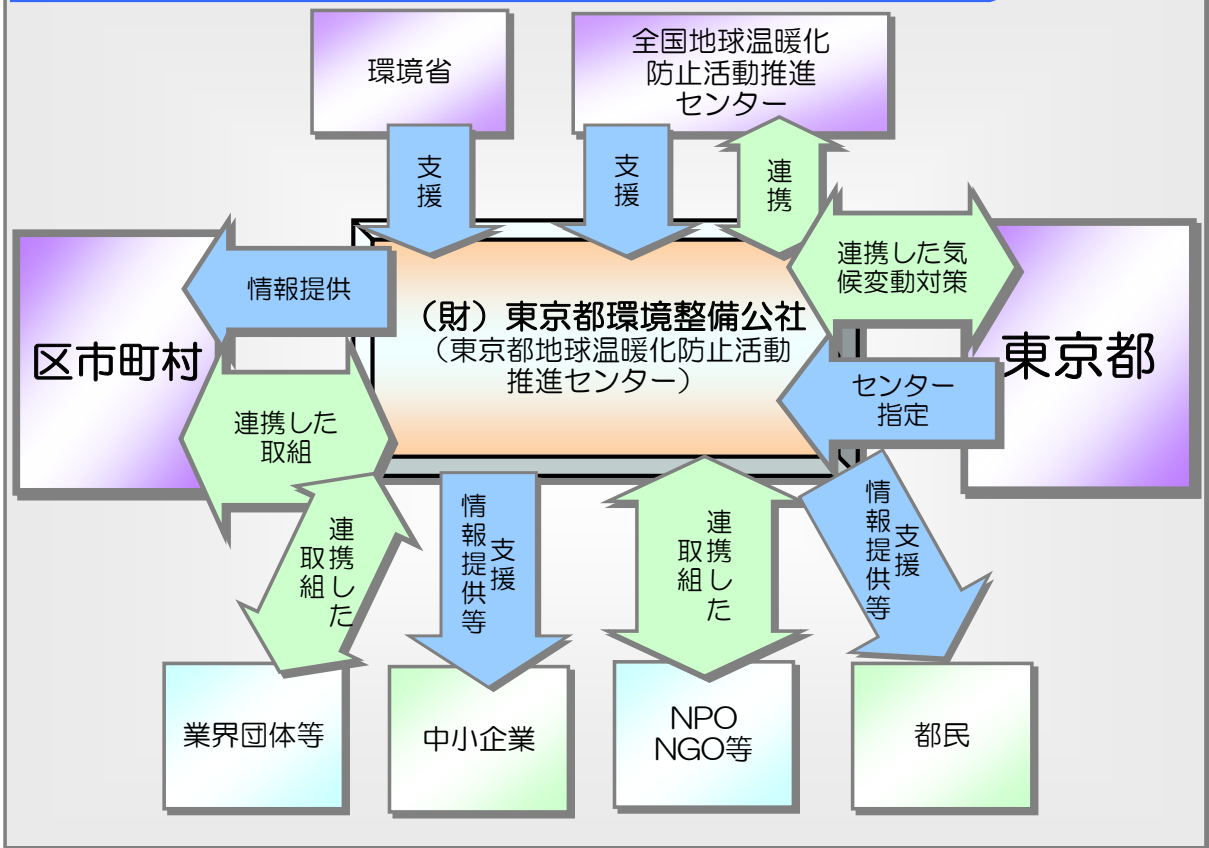 環境省
全国地球温暖化
防止活動推進
センター
支援
支援
連携
連携した気
候変動対策
情報提供
（財）東京都環境整備公社
（東京都地球温暖化防止活動
推進センター）
区市町村
東京都
センター
指定
連携した
取組
連携した
取組
支援
情報提供等
連携した
取組
支援
情報提供等
業界団体等
中小企業
NPO
NGO等
都民